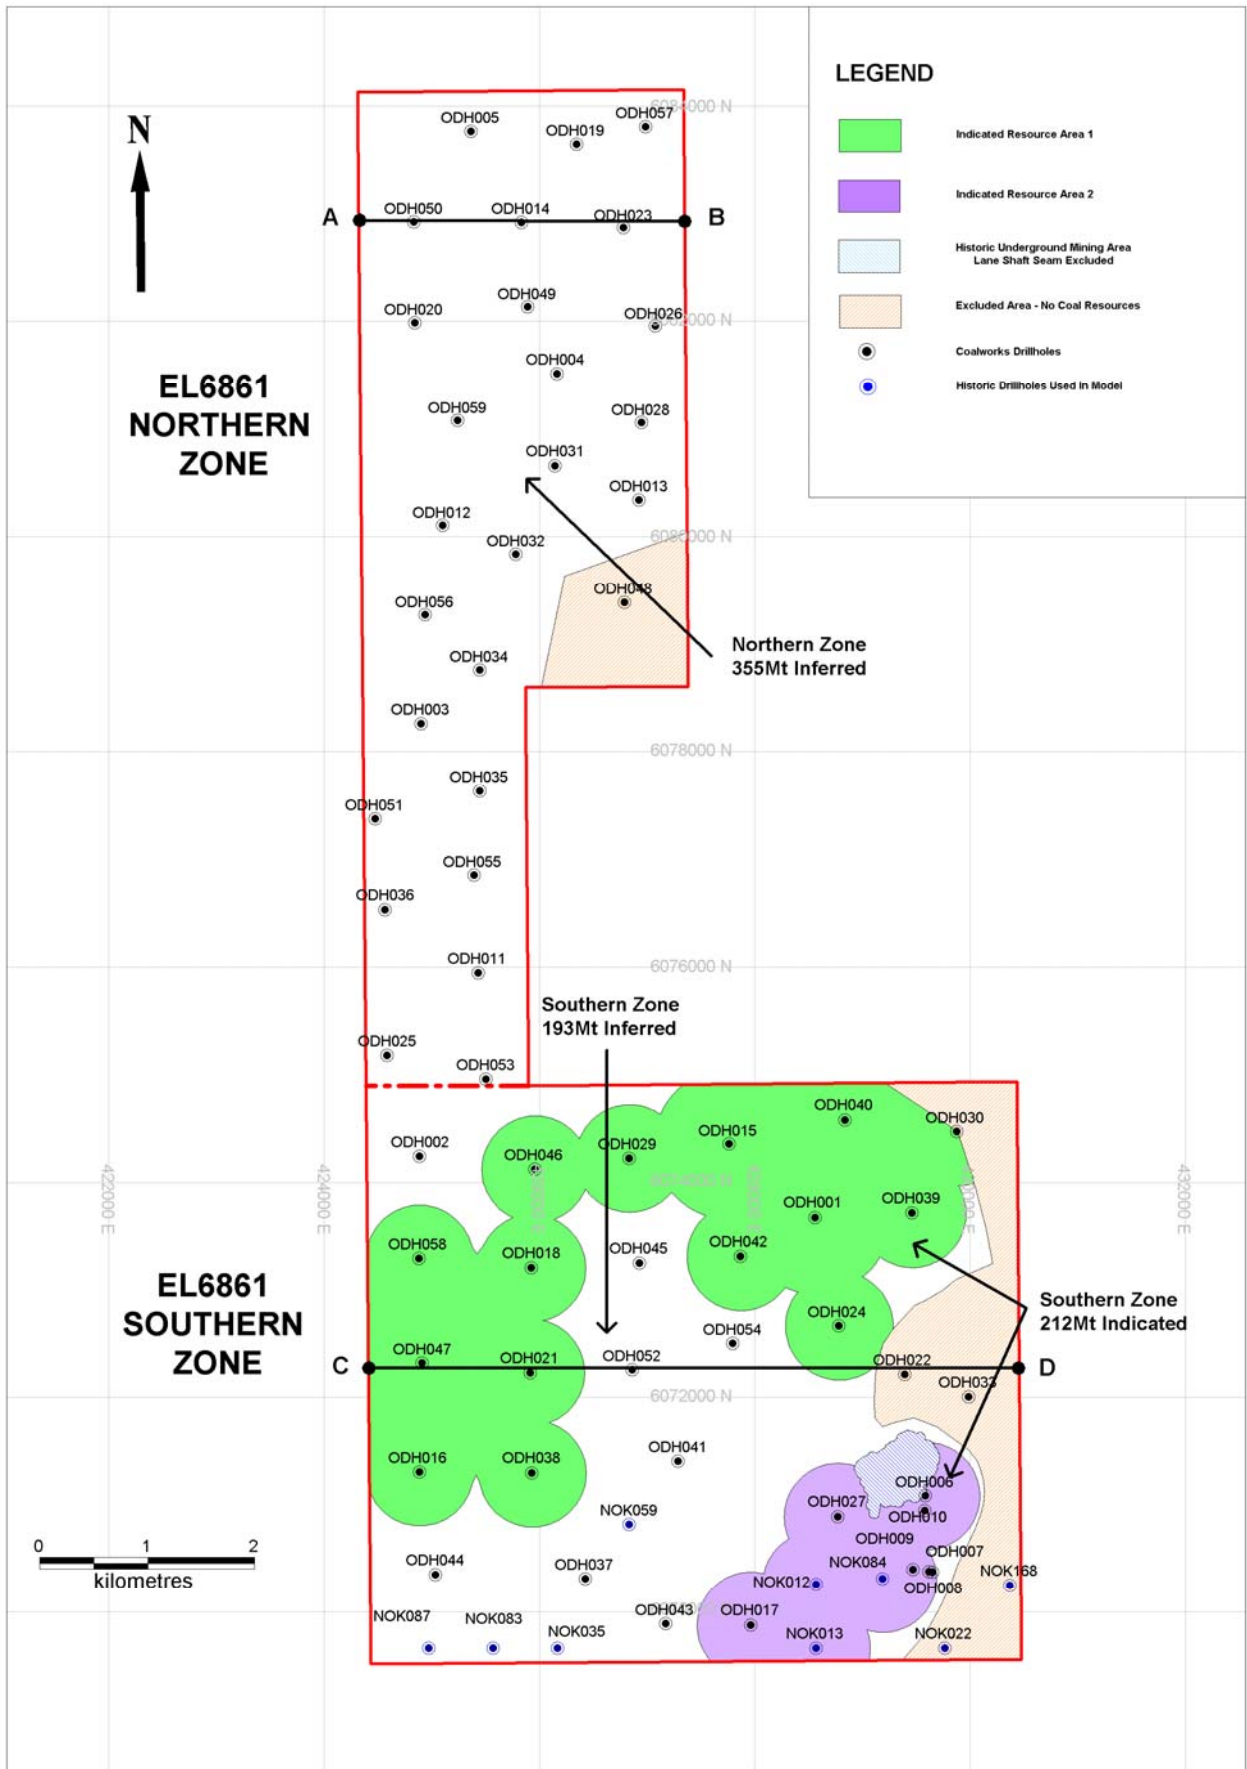 LEGEND
Indicated Resource Area 1
Indicated Resource Area 2
Historic Underground Mining Area
Lane Shaft Seam Excluded
Excluded Area - No Coal Resources
Coalworks Drillholes
Historic Drillholes Used in Model
N
6084000 N
ODH005
ODH019
ODH057
A
ODH050
ODH014
ODH023
B
ODH020
ODH049
ODH026
6082000 N
ODH004
EL6861
NORTHERN
ZONE
ODH059
ODH028
ODH031
ODH013
ODH012
ODH032
6080000 N
ODH048
ODH056
ODH034
Northern Zone
355Mt Inferred
ODH003
6078000 N
ODH035
ODH051
ODH055
ODH036
ODH011
6076000 N
Southern Zone
193Mt Inferred
ODH025
ODH053
ODH002
ODH046
ODH029
ODH015
ODH040
ODH030
6074000 N
422000 E
424000 E
432000 E
ODH001
ODH039
ODH058
ODH018
ODH045
ODH042
EL6861
SOUTHERN
ZONE
Southern Zone
212Mt Indicated
ODH024
ODH054
C
ODH047
ODH021
ODH052
ODH022
D
ODH033
6072000 N
ODH016
ODH038
ODH041
ODH006
ODH027
ODH010
NOK059
ODH009
ODH007
NOK084
NOK012
ODH008
NOK168
0
1
2
kilometres
ODH044
ODH037
ODH043
ODH017
NOK087
NOK083
NOK035
NOK013
NOK022